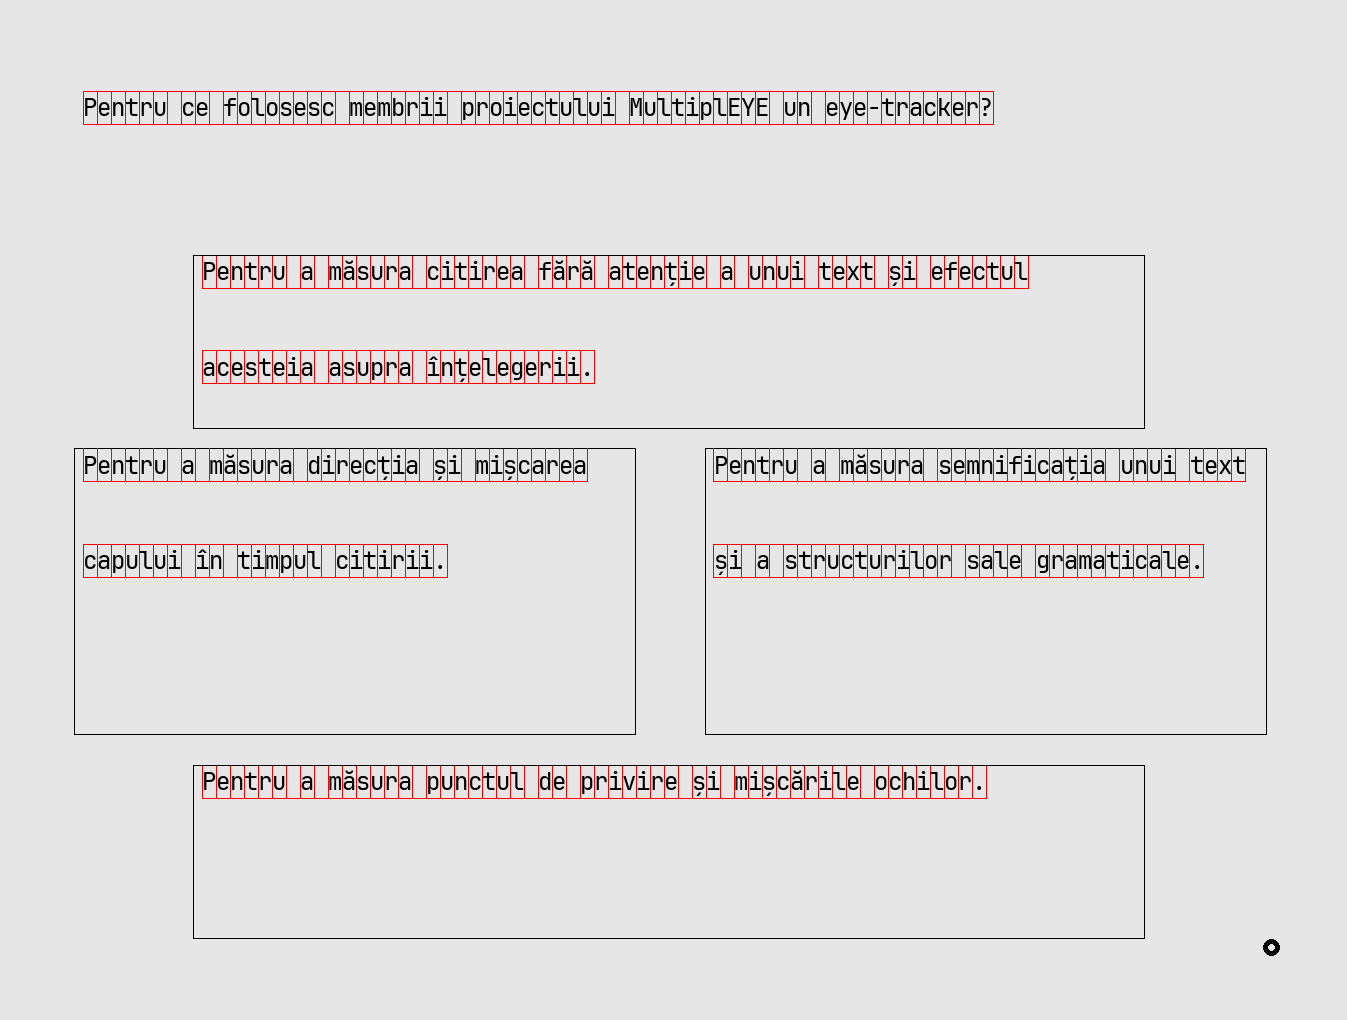 Pentru ce folosesc membrii proiectului MultiplEYE un eye-tracker?
Pentru a măsura citirea fără atenție a unui text și efectul
acesteia asupra înțelegerii.
Pentru a măsura direcția și mișcarea
capului în timpul citirii.
Pentru a măsura semnificația unui text
și a structurilor sale gramaticale.
Pentru a măsura punctul de privire și mișcările ochilor.